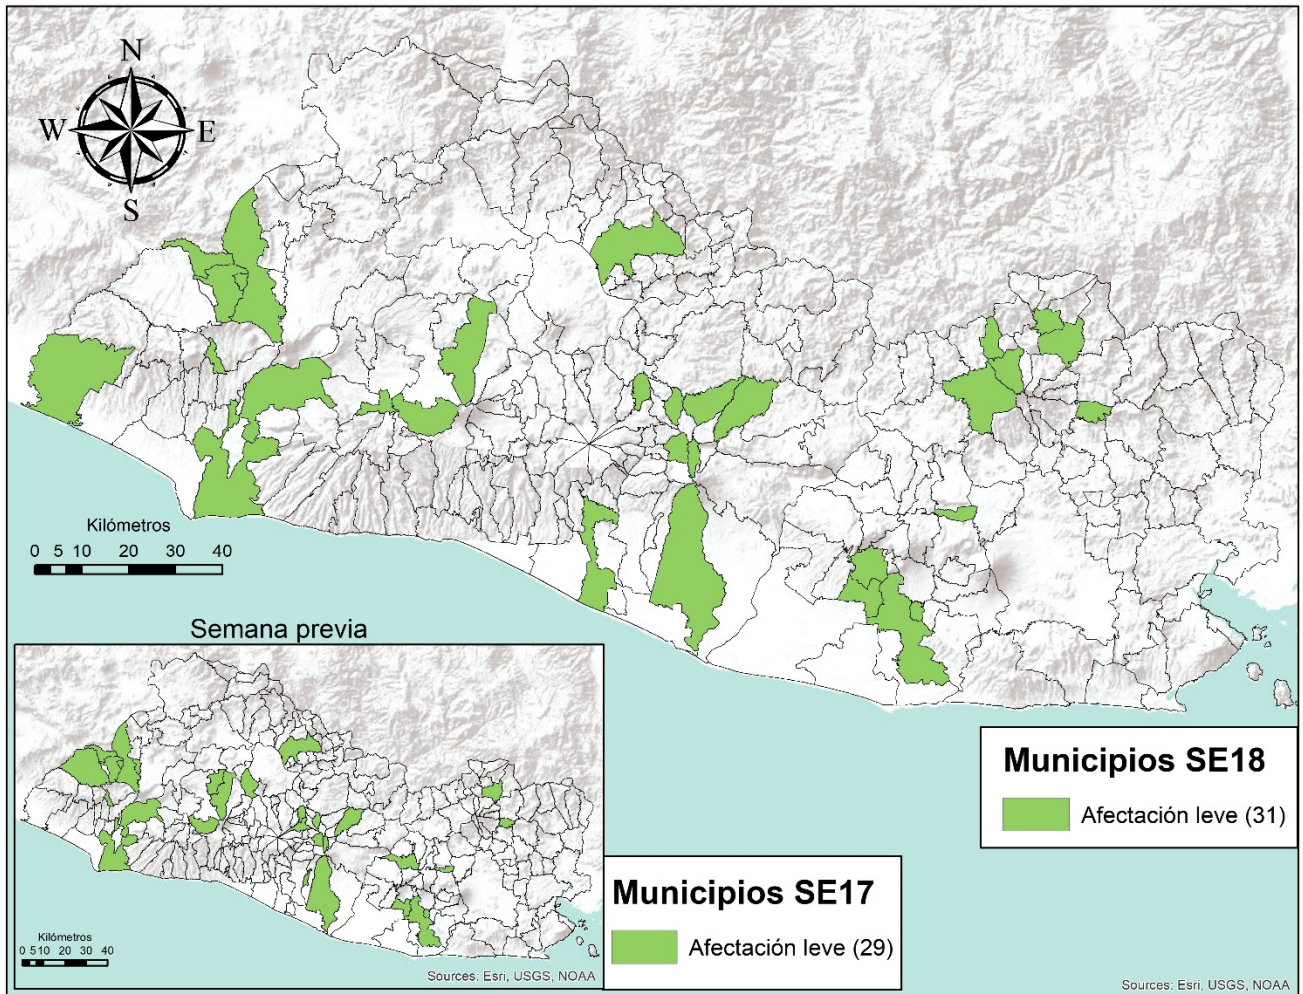 N
W E
S
Kilómetros
0 5 10 20 30 40
Semana previa
Municipios SE18
Afectación leve (31)
Municipios SE17
Afectación leve (29)
Kilómetros
0 5 10 20 30 40
Sources: Esri, USGS, NOAA
Sources: Esri, USGS, NOAA